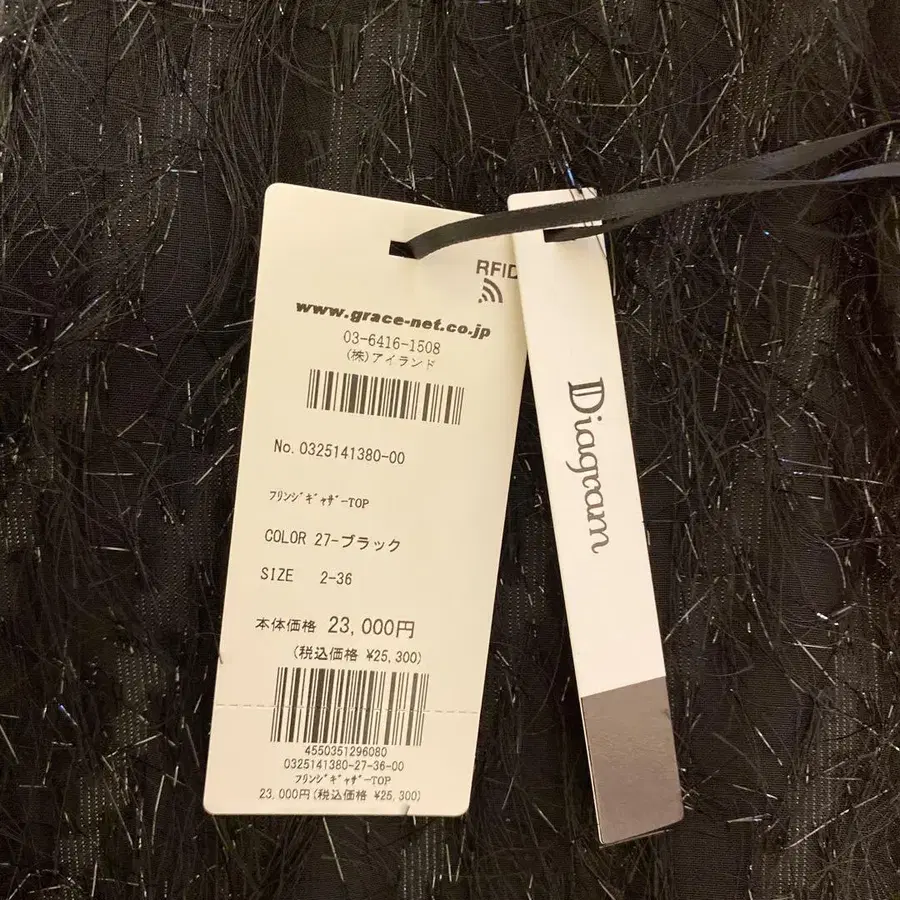 RFID
www.grace-net.co.jp
03-6416-1508
(株)アイランド
No. 0325141380-00
ﾌﾘﾝｼﾞｷﾞｬｻﾞｰTOP
COLOR 27-ブラック
SIZE 2-36
本体価格 23,000円
(税込価格 ¥25,300)
4550351296080
0325141380-27-36-00
ﾌﾘﾝｼﾞｷﾞｬｻﾞｰTOP
23,000円(税込価格 ¥25,300)
Diagram